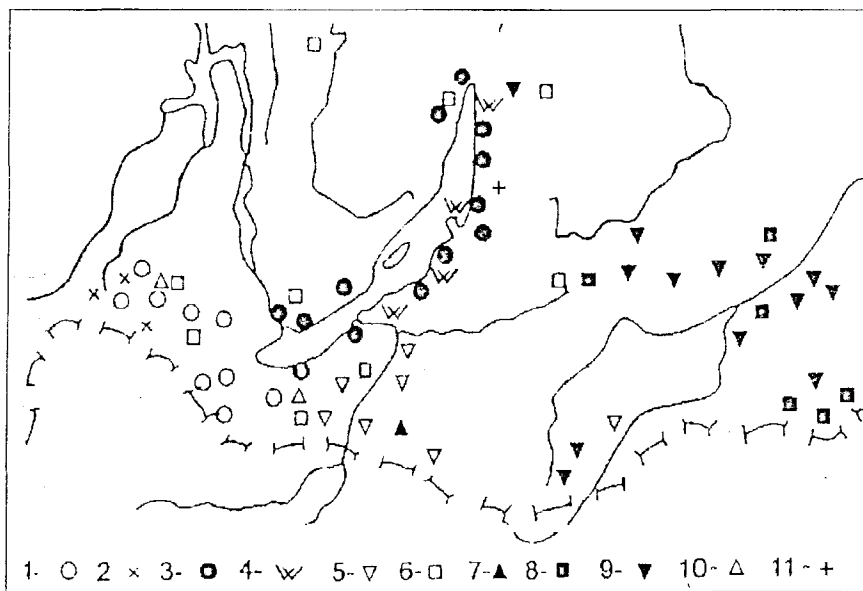 1- ○ 2 × 3- 4- 5- ▽ 6- □ 7- ▲ 8- 9- ▼ 10- △ 11- +